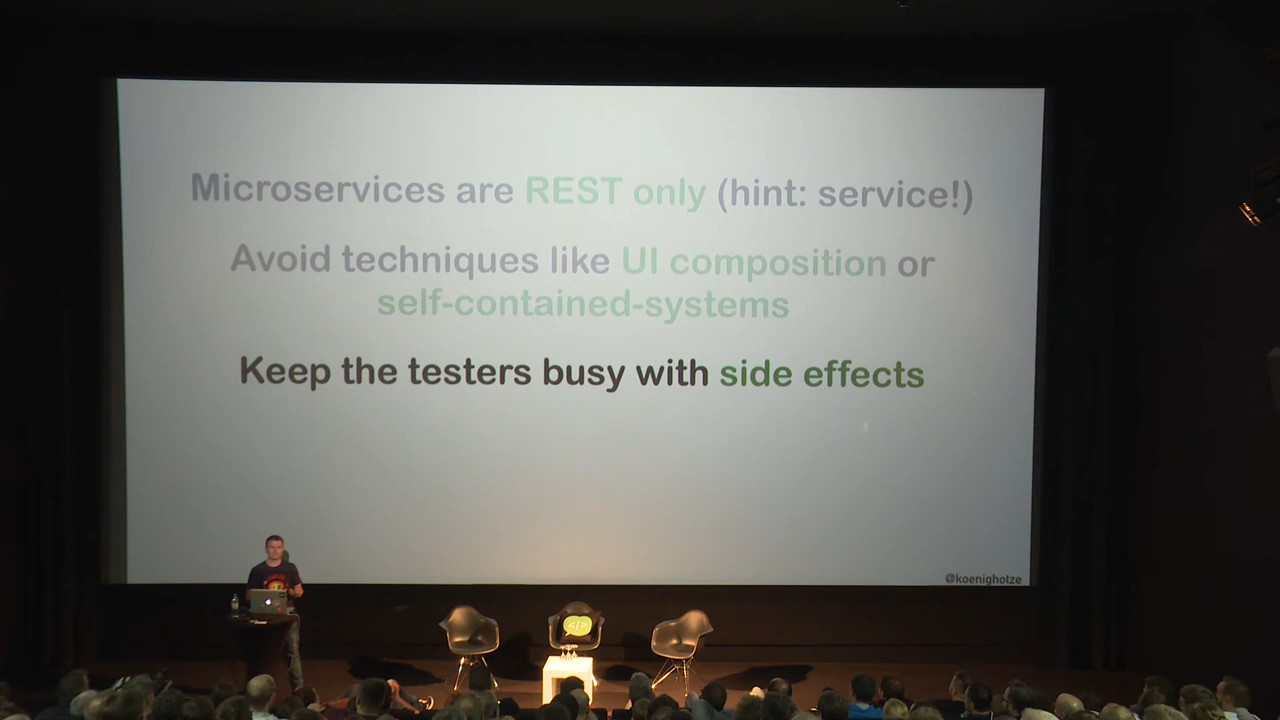 Microservices are REST only (hint: service!)
Avoid techniques like UI composition or
self-contained-systems
Keep the testers busy with side effects
@koenighotze
</>